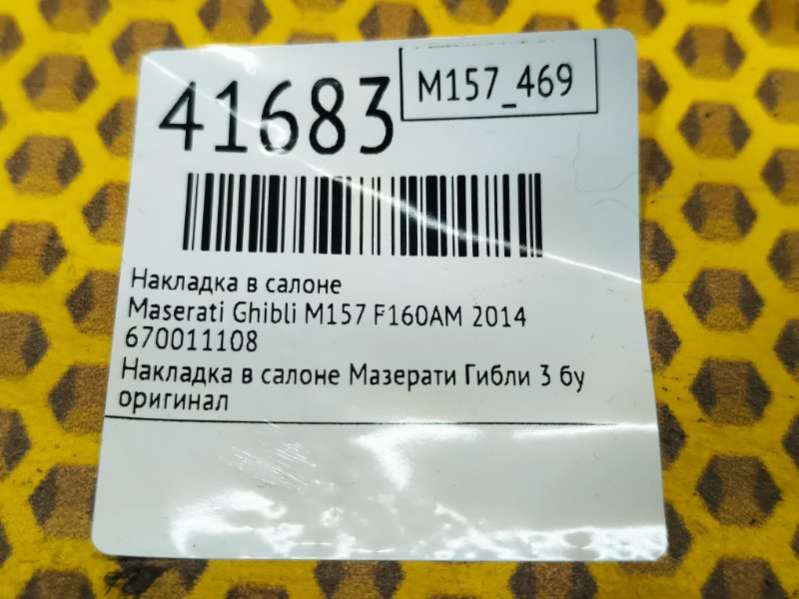 41683
M157_469
Накладка в салоне
Maserati Ghibli M157 F160AM 2014
670011108
Накладка в салоне Мазерати Гибли 3 бу
оригинал